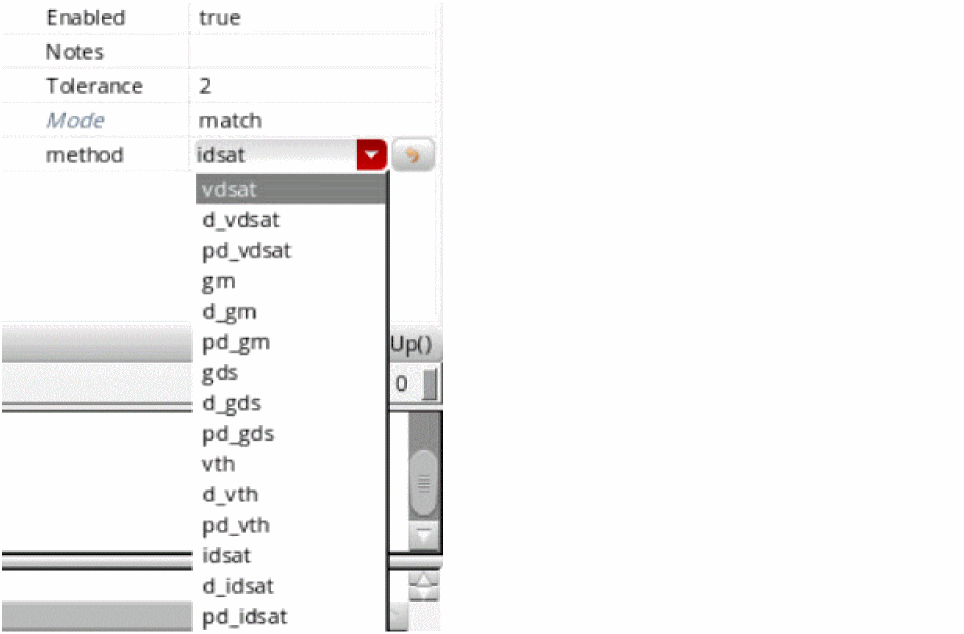 Enabled true
Notes
Tolerance 2
Mode match
method idsat
vdsat
d_vdsat
pd_vdsat
gm
d_gm
pd_gm
Up()
gds
0
d_gds
pd_gds
vth
d_vth
pd_vth
idsat
d_idsat
pd_idsat